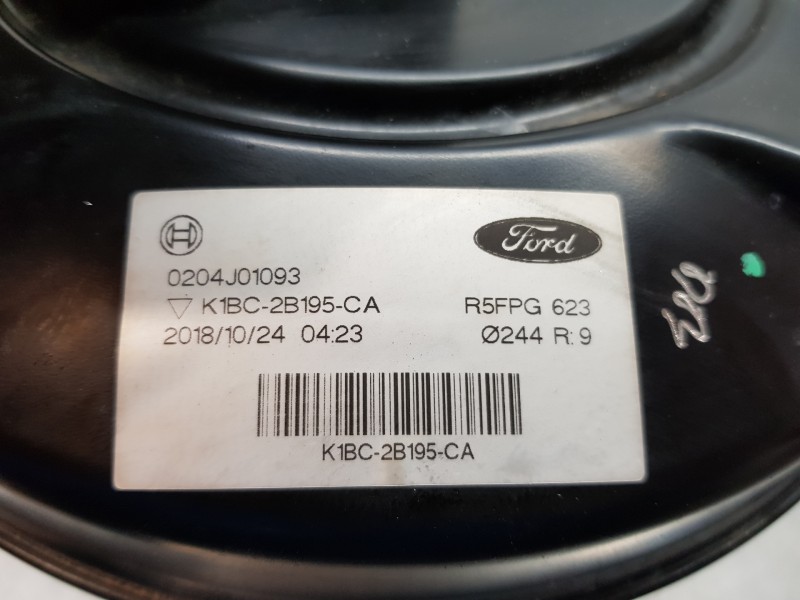 Ford
0204J01093
K1BC-2B195-CA R5FPG 623
2018/10/24 04:23 Ø244 R: 9
K1BC-2B195-CA